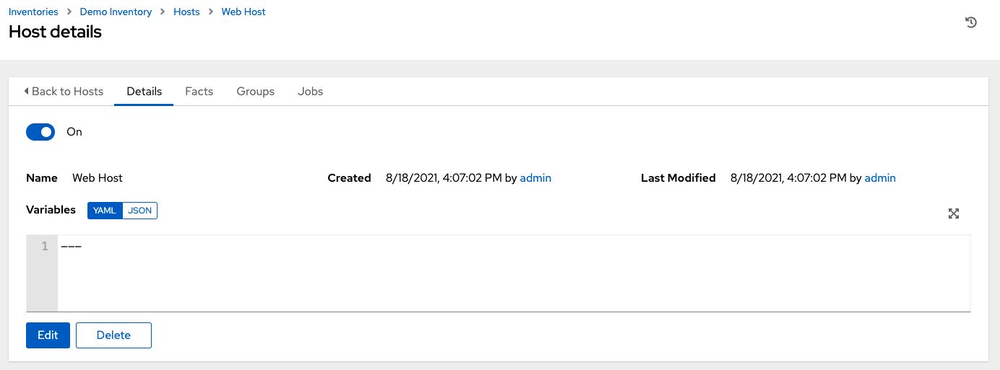 Inventories > Demo Inventory > Hosts > Web Host
Host details
Back to Hosts Details Facts Groups Jobs
On
Name Web Host Created 8/18/2021, 4:07:02 PM by admin Last Modified 8/18/2021, 4:07:02 PM by admin
Variables YAML JSON
1 ---
Edit Delete